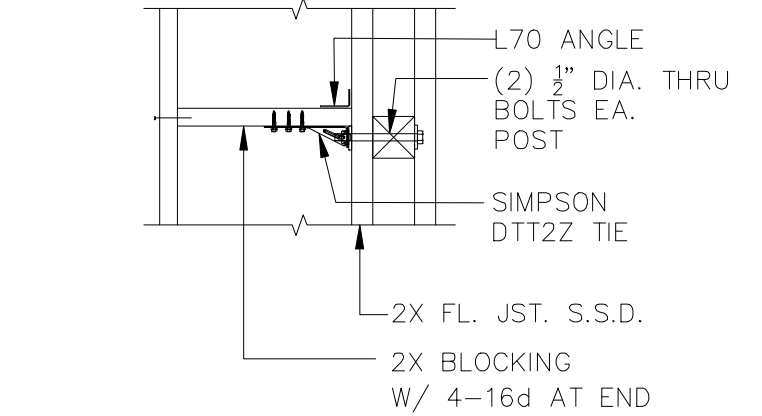 L70 ANGLE
(2) ½" DIA. THRU
BOLTS EA.
POST
SIMPSON
DTT2Z TIE
2X FL. JST. S.S.D.
2X BLOCKING
W/ 4-16d AT END